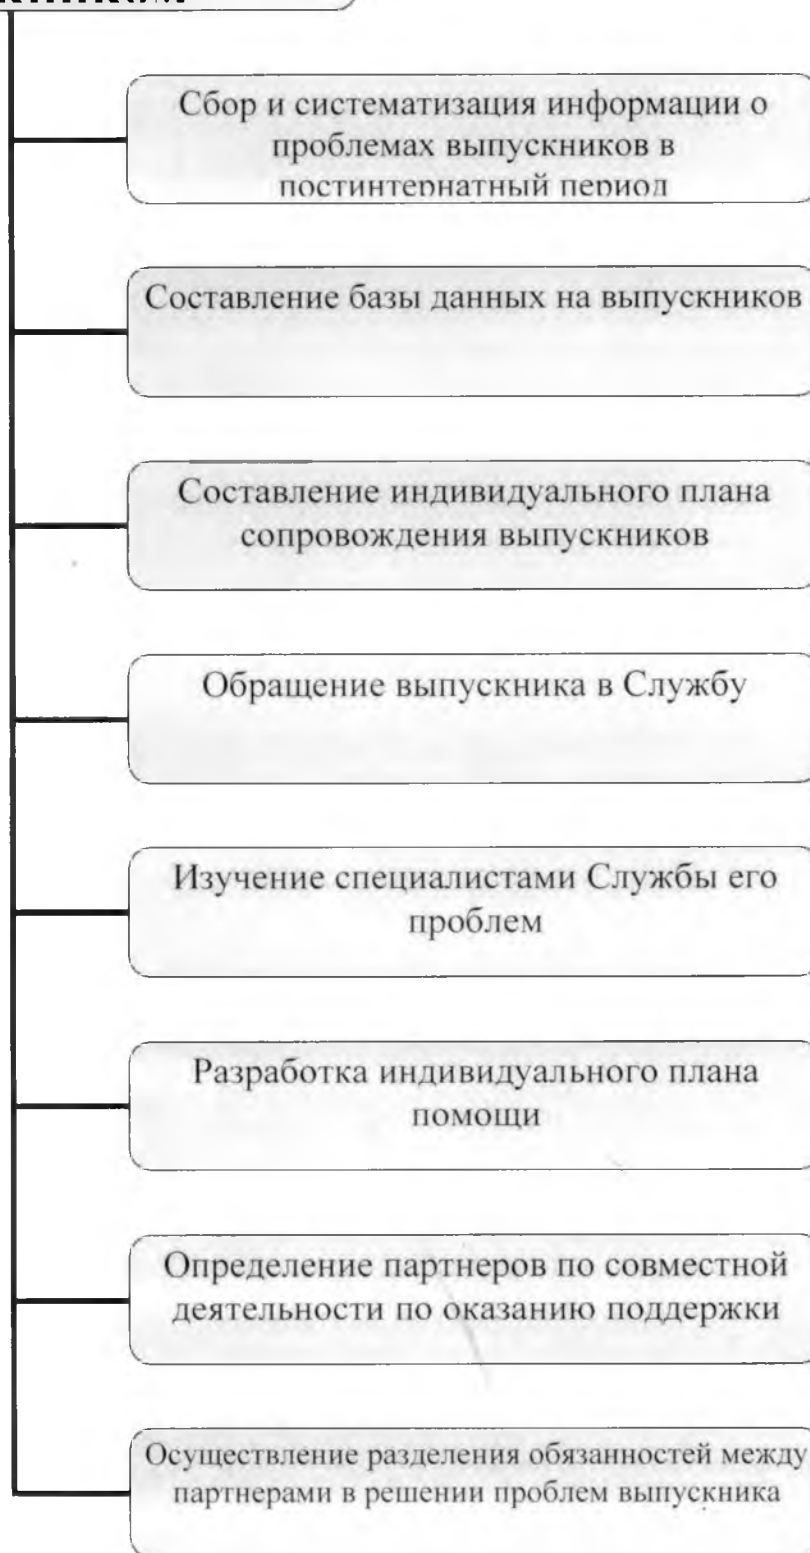 Сбор и систематизация информации о
проблемах выпускников в
постинтернатный период
Составление базы данных на выпускников
Составление индивидуального плана
сопровождения выпускников
Обращение выпускника в Службу
Изучение специалистами Службы его
проблем
Разработка индивидуального плана
помощи
Определение партнеров по совместной
деятельности по оказанию поддержки
Осуществление разделения обязанностей между
партнерами в решении проблем выпускника